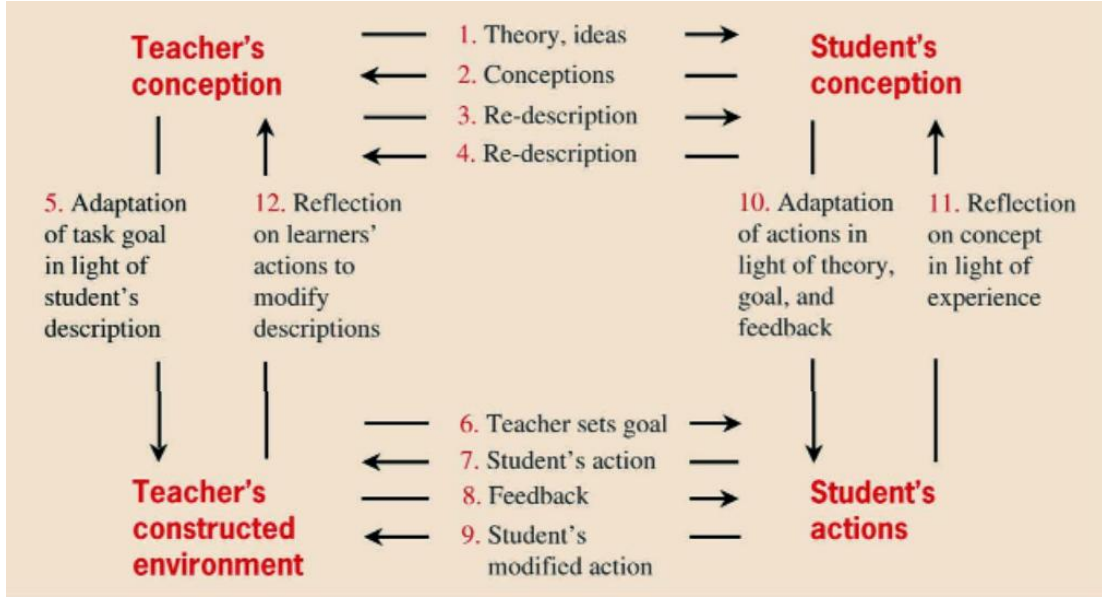 Teacher's
conception
1. Theory, ideas
2. Conceptions
3. Re-description
4. Re-description
Student's
conception
5. Adaptation
of task goal
in light of
student's
description
12. Reflection
on learners'
actions to
modify
descriptions
10. Adaptation
of actions in
light of theory,
goal, and
feedback
11. Reflection
on concept
in light of
experience
Teacher's
constructed
environment
6. Teacher sets goal
7. Student's action
8. Feedback
9. Student's
modified action
Student's
actions